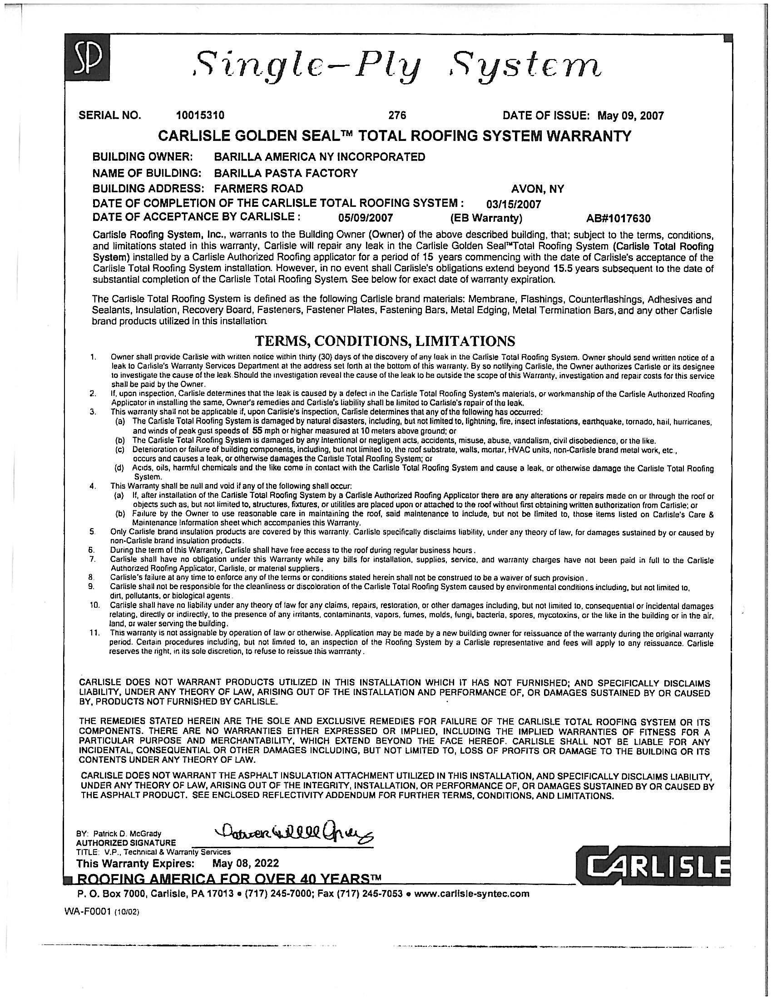 SP
Single-Ply System
SERIAL NO. 10015310 276 DATE OF ISSUE: May 09, 2007
CARLISLE GOLDEN SEAL™ TOTAL ROOFING SYSTEM WARRANTY
BUILDING OWNER: BARILLA AMERICA NY INCORPORATED
NAME OF BUILDING: BARILLA PASTA FACTORY
BUILDING ADDRESS: FARMERS ROAD AVON, NY
DATE OF COMPLETION OF THE CARLISLE TOTAL ROOFING SYSTEM : 03/15/2007
DATE OF ACCEPTANCE BY CARLISLE : 05/09/2007 (EB Warranty) AB#1017630
Carlisle Roofing System, Inc., warrants to the Building Owner (Owner) of the above described building, that; subject to the terms, conditions,
and limitations stated in this warranty, Carlisle will repair any leak in the Carlisle Golden Seal™Total Roofing System (Carlisle Total Roofing
System) installed by a Carlisle Authorized Roofing applicator for a period of 15 years commencing with the date of Carlisle's acceptance of the
Carlisle Total Roofing System installation. However, in no event shall Carlisle's obligations extend beyond 15.5 years subsequent to the date of
substantial completion of the Carlisle Total Roofing System. See below for exact date of warranty expiration.
The Carlisle Total Roofing System is defined as the following Carlisle brand materials: Membrane, Flashings, Counterflashings, Adhesives and
Sealants, Insulation, Recovery Board, Fasteners, Fastener Plates, Fastening Bars, Metal Edging, Metal Termination Bars, and any other Carlisle
brand products utilized in this installation.
TERMS, CONDITIONS, LIMITATIONS
1. Owner shall provide Carlisle with written notice within thirty (30) days of the discovery of any leak in the Carlisle Total Roofing System. Owner should send written notice of a
leak to Carlisle's Warranty Services Department at the address set forth at the bottom of this warranty. By so notifying Carlisle, the Owner authorizes Carlisle or its designee
to investigate the cause of the leak. Should the investigation reveal the cause of the leak to be outside the scope of this Warranty, investigation and repair costs for this service
shall be paid by the Owner.
2. If, upon inspection, Carlisle determines that the leak is caused by a defect in the Carlisle Total Roofing System's materials, or workmanship of the Carlisle Authorized Roofing
Applicator in installing the same, Owner's remedies and Carlisle's liability shall be limited to Carlisle's repair of the leak.
3. This warranty shall not be applicable if, upon Carlisle's inspection, Carlisle determines that any of the following has occurred:
(a) The Carlisle Total Roofing System is damaged by natural disasters, including, but not limited to, lightning, fire, insect infestations, earthquake, tornado, hail, hurricanes,
and winds of peak gust speeds of 55 mph or higher measured at 10 meters above ground; or
(b) The Carlisle Total Roofing System is damaged by any intentional or negligent acts, accidents, misuse, abuse, vandalism, civil disobedience, or the like.
(c) Deterioration or failure of building components, including, but not limited to, the roof substrate, walls, mortar, HVAC units, non-Carlisle brand metal work, etc.,
occurs and causes a leak, or otherwise damages the Carlisle Total Roofing System; or
(d) Acids, oils, harmful chemicals and the like come in contact with the Carlisle Total Roofing System and cause a leak, or otherwise damage the Carlisle Total Roofing
System.
4. This Warranty shall be null and void if any of the following shall occur:
(a) If, after installation of the Carlisle Total Roofing System by a Carlisle Authorized Roofing Applicator there are any alterations or repairs made on or through the roof or
objects such as, but not limited to, structures, fixtures, or utilities are placed upon or attached to the roof without first obtaining written authorization from Carlisle; or
(b) Failure by the Owner to use reasonable care in maintaining the roof, said maintenance to include, but not be limited to, those items listed on Carlisle's Care &
Maintenance Information sheet which accompanies this Warranty.
5. Only Carlisle brand insulation products are covered by this warranty. Carlisle specifically disclaims liability, under any theory of law, for damages sustained by or caused by
non-Carlisle brand insulation products.
6. During the term of this Warranty, Carlisle shall have free access to the roof during regular business hours.
7. Carlisle shall have no obligation under this Warranty while any bills for installation, supplies, service, and warranty charges have not been paid in full to the Carlisle
Authorized Roofing Applicator, Carlisle, or material suppliers.
8. Carlisle's failure at any time to enforce any of the terms or conditions stated herein shall not be construed to be a waiver of such provision.
9. Carlisle shall not be responsible for the cleanliness or discoloration of the Carlisle Total Roofing System caused by environmental conditions including, but not limited to,
dirt, pollutants, or biological agents.
10. Carlisle shall have no liability under any theory of law for any claims, repairs, restoration, or other damages including, but not limited to, consequential or incidental damages
relating, directly or indirectly, to the presence of any irritants, contaminants, vapors, fumes, molds, fungi, bacteria, spores, mycotoxins, or the like in the building or in the air,
land, or water serving the building.
11. This warranty is not assignable by operation of law or otherwise. Application may be made by a new building owner for reissuance of the warranty during the original warranty
period. Certain procedures including, but not limited to, an inspection of the Roofing System by a Carlisle representative and fees will apply to any reissuance. Carlisle
reserves the right, in its sole discretion, to refuse to reissue this warrranty.
CARLISLE DOES NOT WARRANT PRODUCTS UTILIZED IN THIS INSTALLATION WHICH IT HAS NOT FURNISHED; AND SPECIFICALLY DISCLAIMS
LIABILITY, UNDER ANY THEORY OF LAW, ARISING OUT OF THE INSTALLATION AND PERFORMANCE OF, OR DAMAGES SUSTAINED BY OR CAUSED
BY, PRODUCTS NOT FURNISHED BY CARLISLE.
THE REMEDIES STATED HEREIN ARE THE SOLE AND EXCLUSIVE REMEDIES FOR FAILURE OF THE CARLISLE TOTAL ROOFING SYSTEM OR ITS
COMPONENTS. THERE ARE NO WARRANTIES EITHER EXPRESSED OR IMPLIED, INCLUDING THE IMPLIED WARRANTIES OF FITNESS FOR A
PARTICULAR PURPOSE AND MERCHANTABILITY, WHICH EXTEND BEYOND THE FACE HEREOF. CARLISLE SHALL NOT BE LIABLE FOR ANY
INCIDENTAL, CONSEQUENTIAL OR OTHER DAMAGES INCLUDING, BUT NOT LIMITED TO, LOSS OF PROFITS OR DAMAGE TO THE BUILDING OR ITS
CONTENTS UNDER ANY THEORY OF LAW.
CARLISLE DOES NOT WARRANT THE ASPHALT INSULATION ATTACHMENT UTILIZED IN THIS INSTALLATION, AND SPECIFICALLY DISCLAIMS LIABILITY,
UNDER ANY THEORY OF LAW, ARISING OUT OF THE INTEGRITY, INSTALLATION, OR PERFORMANCE OF, OR DAMAGES SUSTAINED BY OR CAUSED BY
THE ASPHALT PRODUCT. SEE ENCLOSED REFLECTIVITY ADDENDUM FOR FURTHER TERMS, CONDITIONS, AND LIMITATIONS.
BY: Patrick D. McGrady
AUTHORIZED SIGNATURE
TITLE: V.P., Technical & Warranty Services
This Warranty Expires: May 08, 2022
CARLISLE
ROOFING AMERICA FOR OVER 40 YEARS™
P. O. Box 7000, Carlisle, PA 17013 • (717) 245-7000; Fax (717) 245-7053 • www.carlisle-syntec.com
WA-F0001 (10/02)